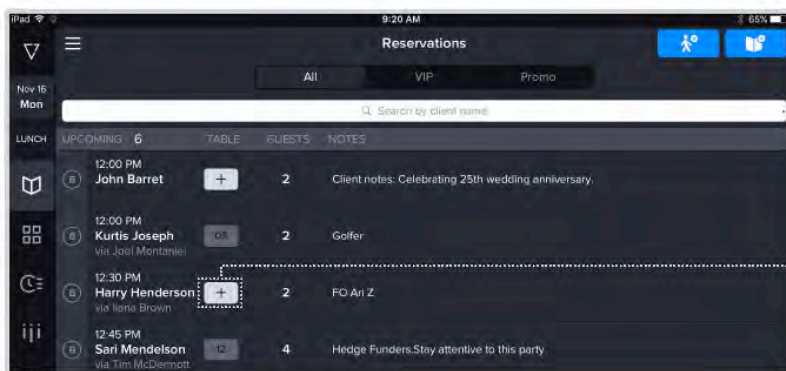 iPad 9:20 AM 65%
Reservations
Nov 16
Mon
All VIP Promo
Search by client name
LUNCH UPCOMING 6 TABLE GUESTS NOTES
12:00 PM
John Barret + 2 Client notes: Celebrating 25th wedding anniversary.
12:00 PM
Kurtis Joseph 2 Golfer
via Joel Montaniel
12:30 PM
Harry Henderson + 2 FO Ari Z
via Ilona Brown
12:45 PM
Sari Mendelson 12 4 Hedge Funders.Stay attentive to this party
via Tim McDermott